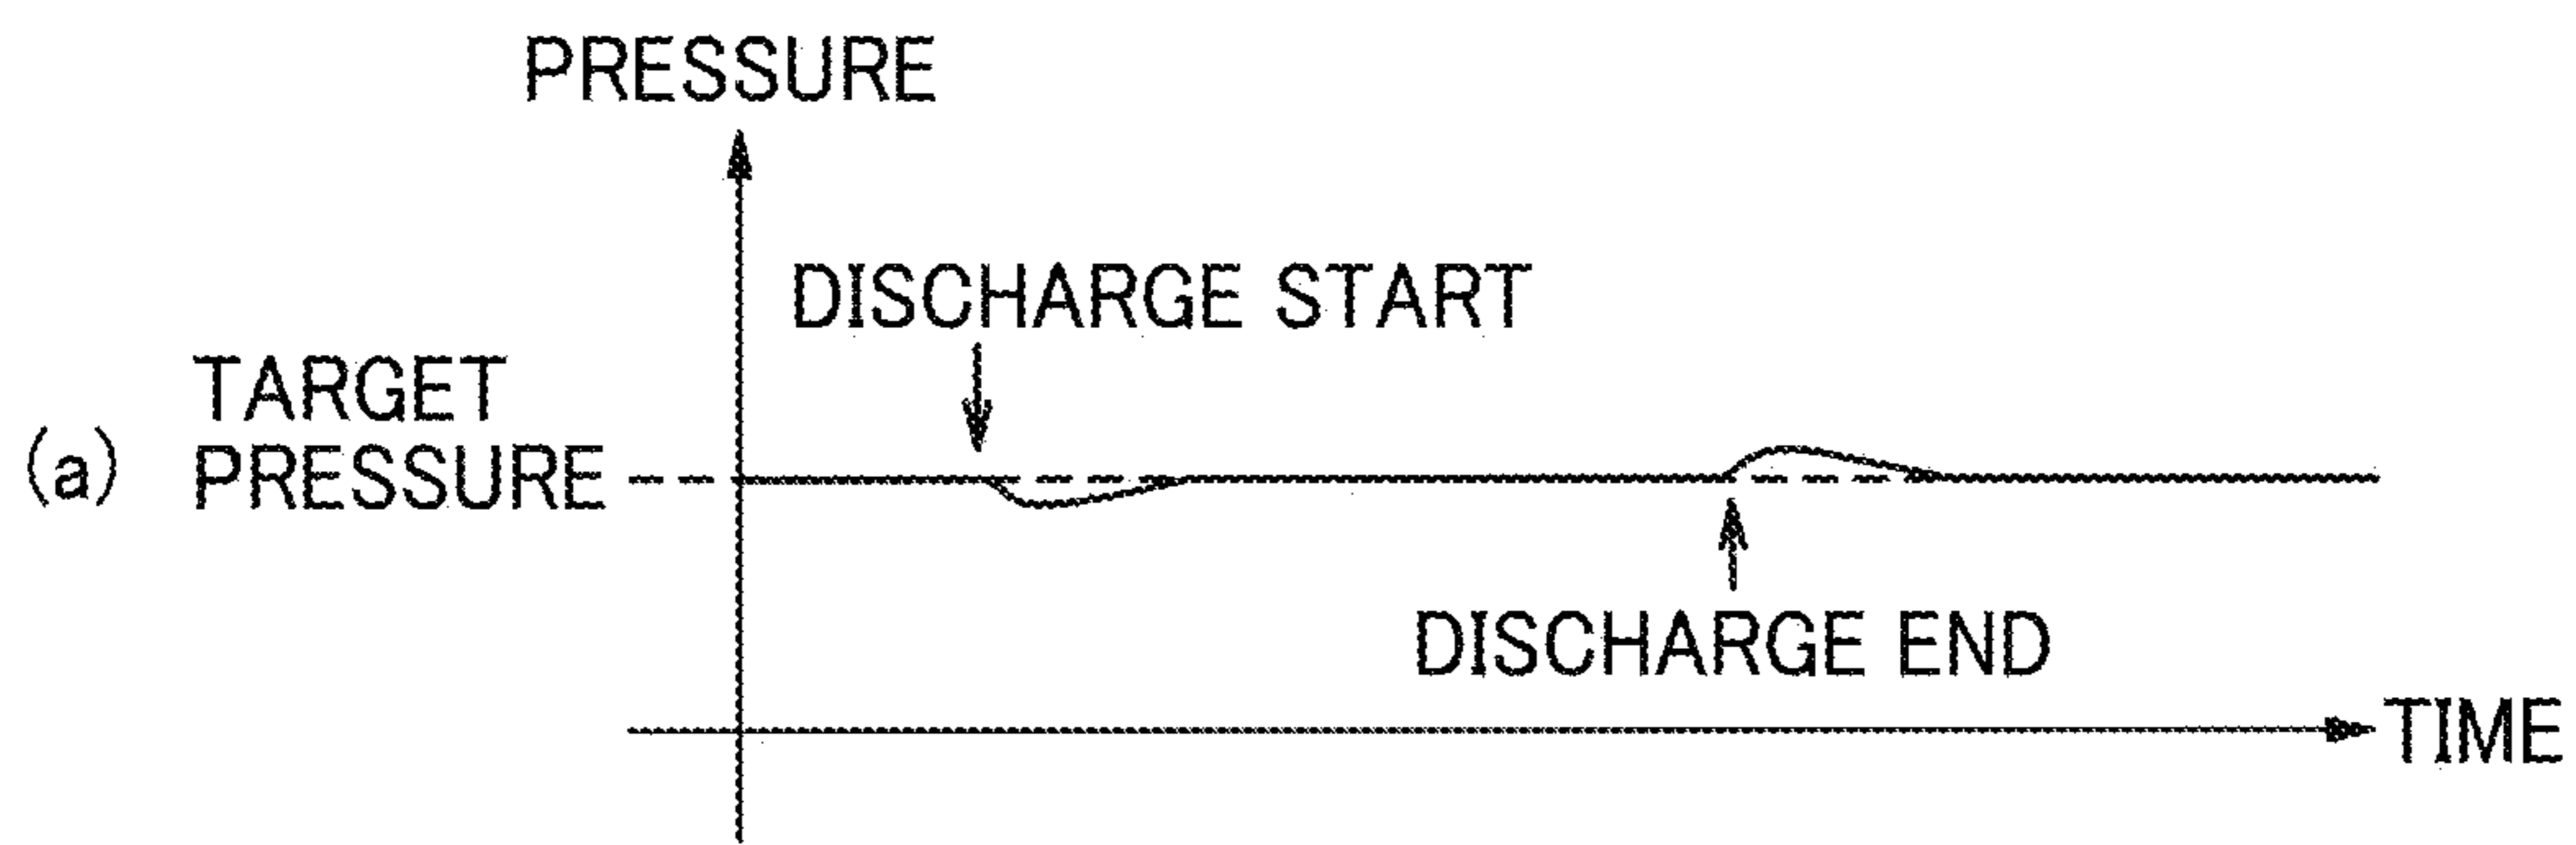 PRESSURE
DISCHARGE START
(a) TARGET
PRESSURE
DISCHARGE END
TIME